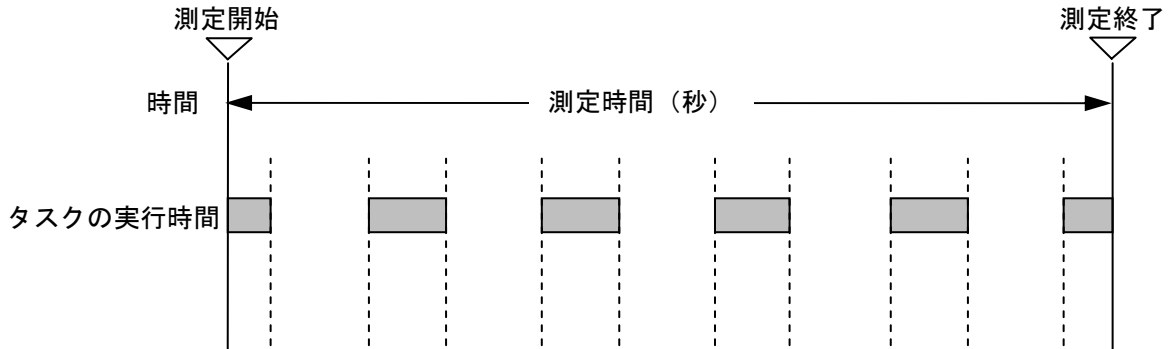 測定開始
測定終了
時間
測定時間（秒）
タスクの実行時間